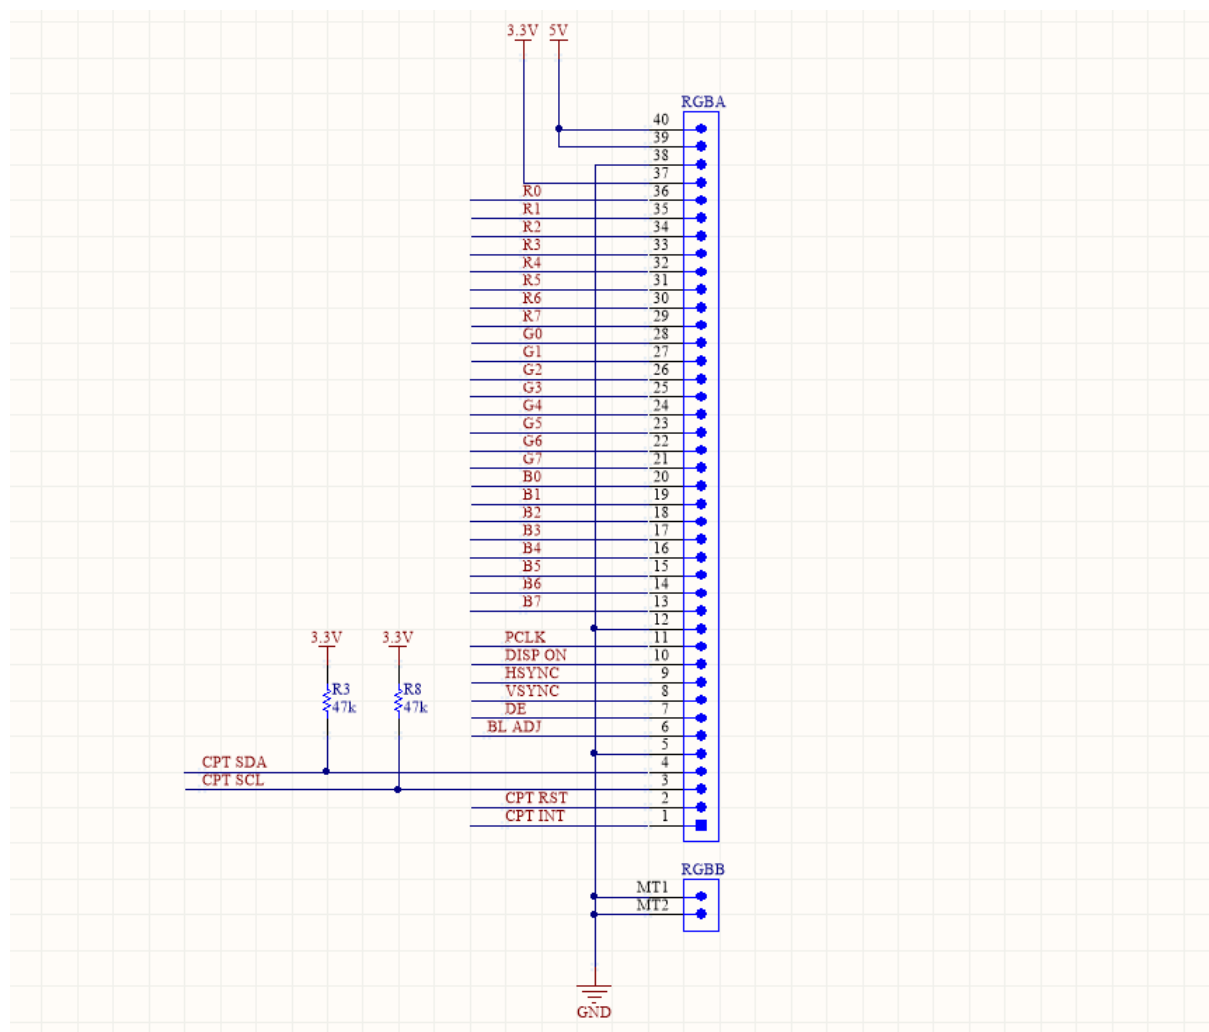 3.3V 5V
RGBA
40
39
38
37
R0 36
R1 35
R2 34
R3 33
R4 32
R5 31
R6 30
R7 29
G0 28
G1 27
G2 26
G3 25
G4 24
G5 23
G6 22
G7 21
B0 20
B1 19
B2 18
B3 17
B4 16
B5 15
B6 14
B7 13
12
3.3V 3.3V PCLK 11
DISP ON 10
HSYNC 9
R3 R8 VSYNC 8
47k 47k DE 7
BL ADJ 6
5
CPT SDA 4
CPT SCL 3
CPT RST 2
CPT INT 1
RGBB
MT1
MT2
GND